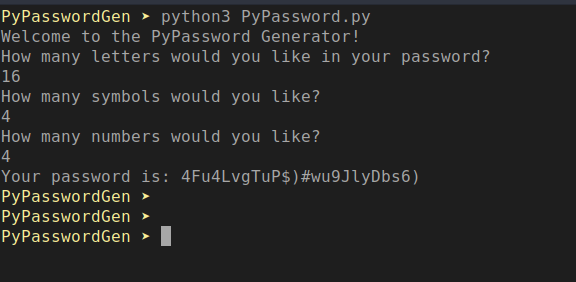 PyPasswordGen ➤ python3 PyPassword.py
Welcome to the PyPassword Generator!
How many letters would you like in your password?
16
How many symbols would you like?
4
How many numbers would you like?
4
Your password is: 4Fu4LvgTuP$)#wu9JlyDbs6)
PyPasswordGen ➤
PyPasswordGen ➤
PyPasswordGen ➤